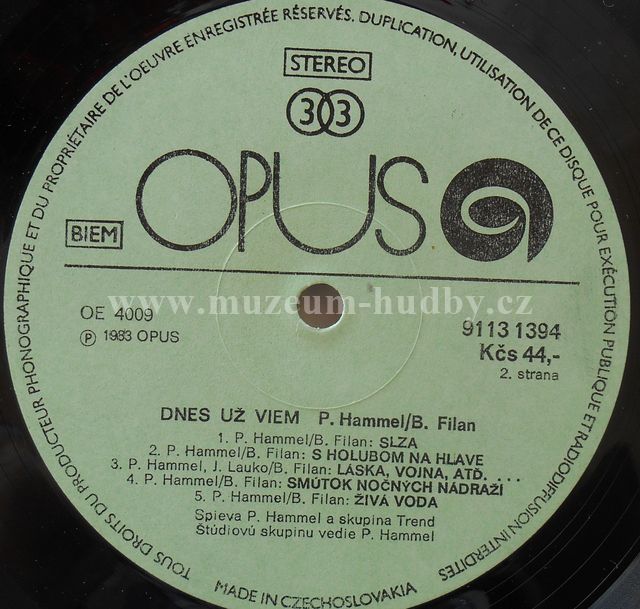 TOUS DROITS DU PRODUCTEUR PHONOGRAPHIQUE ET DU PROPRIÉTAIRE DE L'OEUVRE ENREGISTRÉE RÉSERVÉS. DUPLICATION, UTILISATION DE CE DISQUE POUR EXÉCUTION PUBLIQUE ET RADIODIFFUSION INTERDITES
STEREO
33
OPUS
BIEM
www.muzeum-hudby.cz
OE 4009
9113 1394
Ⓟ 1983 OPUS
Kčs 44,-
2. strana
DNES UŽ VIEM P. Hammel/B. Filan
1. P. Hammel/B. Filan: SLZA
2. P. Hammel/B. Filan: S HOLUBOM NA HLAVE
3. P. Hammel, J. Lauko/B. Filan: LÁSKA, VOJNA, ATĎ. . . .
4. P. Hammel/B. Filan: SMÚTOK NOČNÝCH NÁDRAŽÍ
5. P. Hammel/B. Filan: ŽIVÁ VODA
Spieva P. Hammel a skupina Trend
Štúdiovú skupinu vedie P. Hammel
MADE IN CZECHOSLOVAKIA